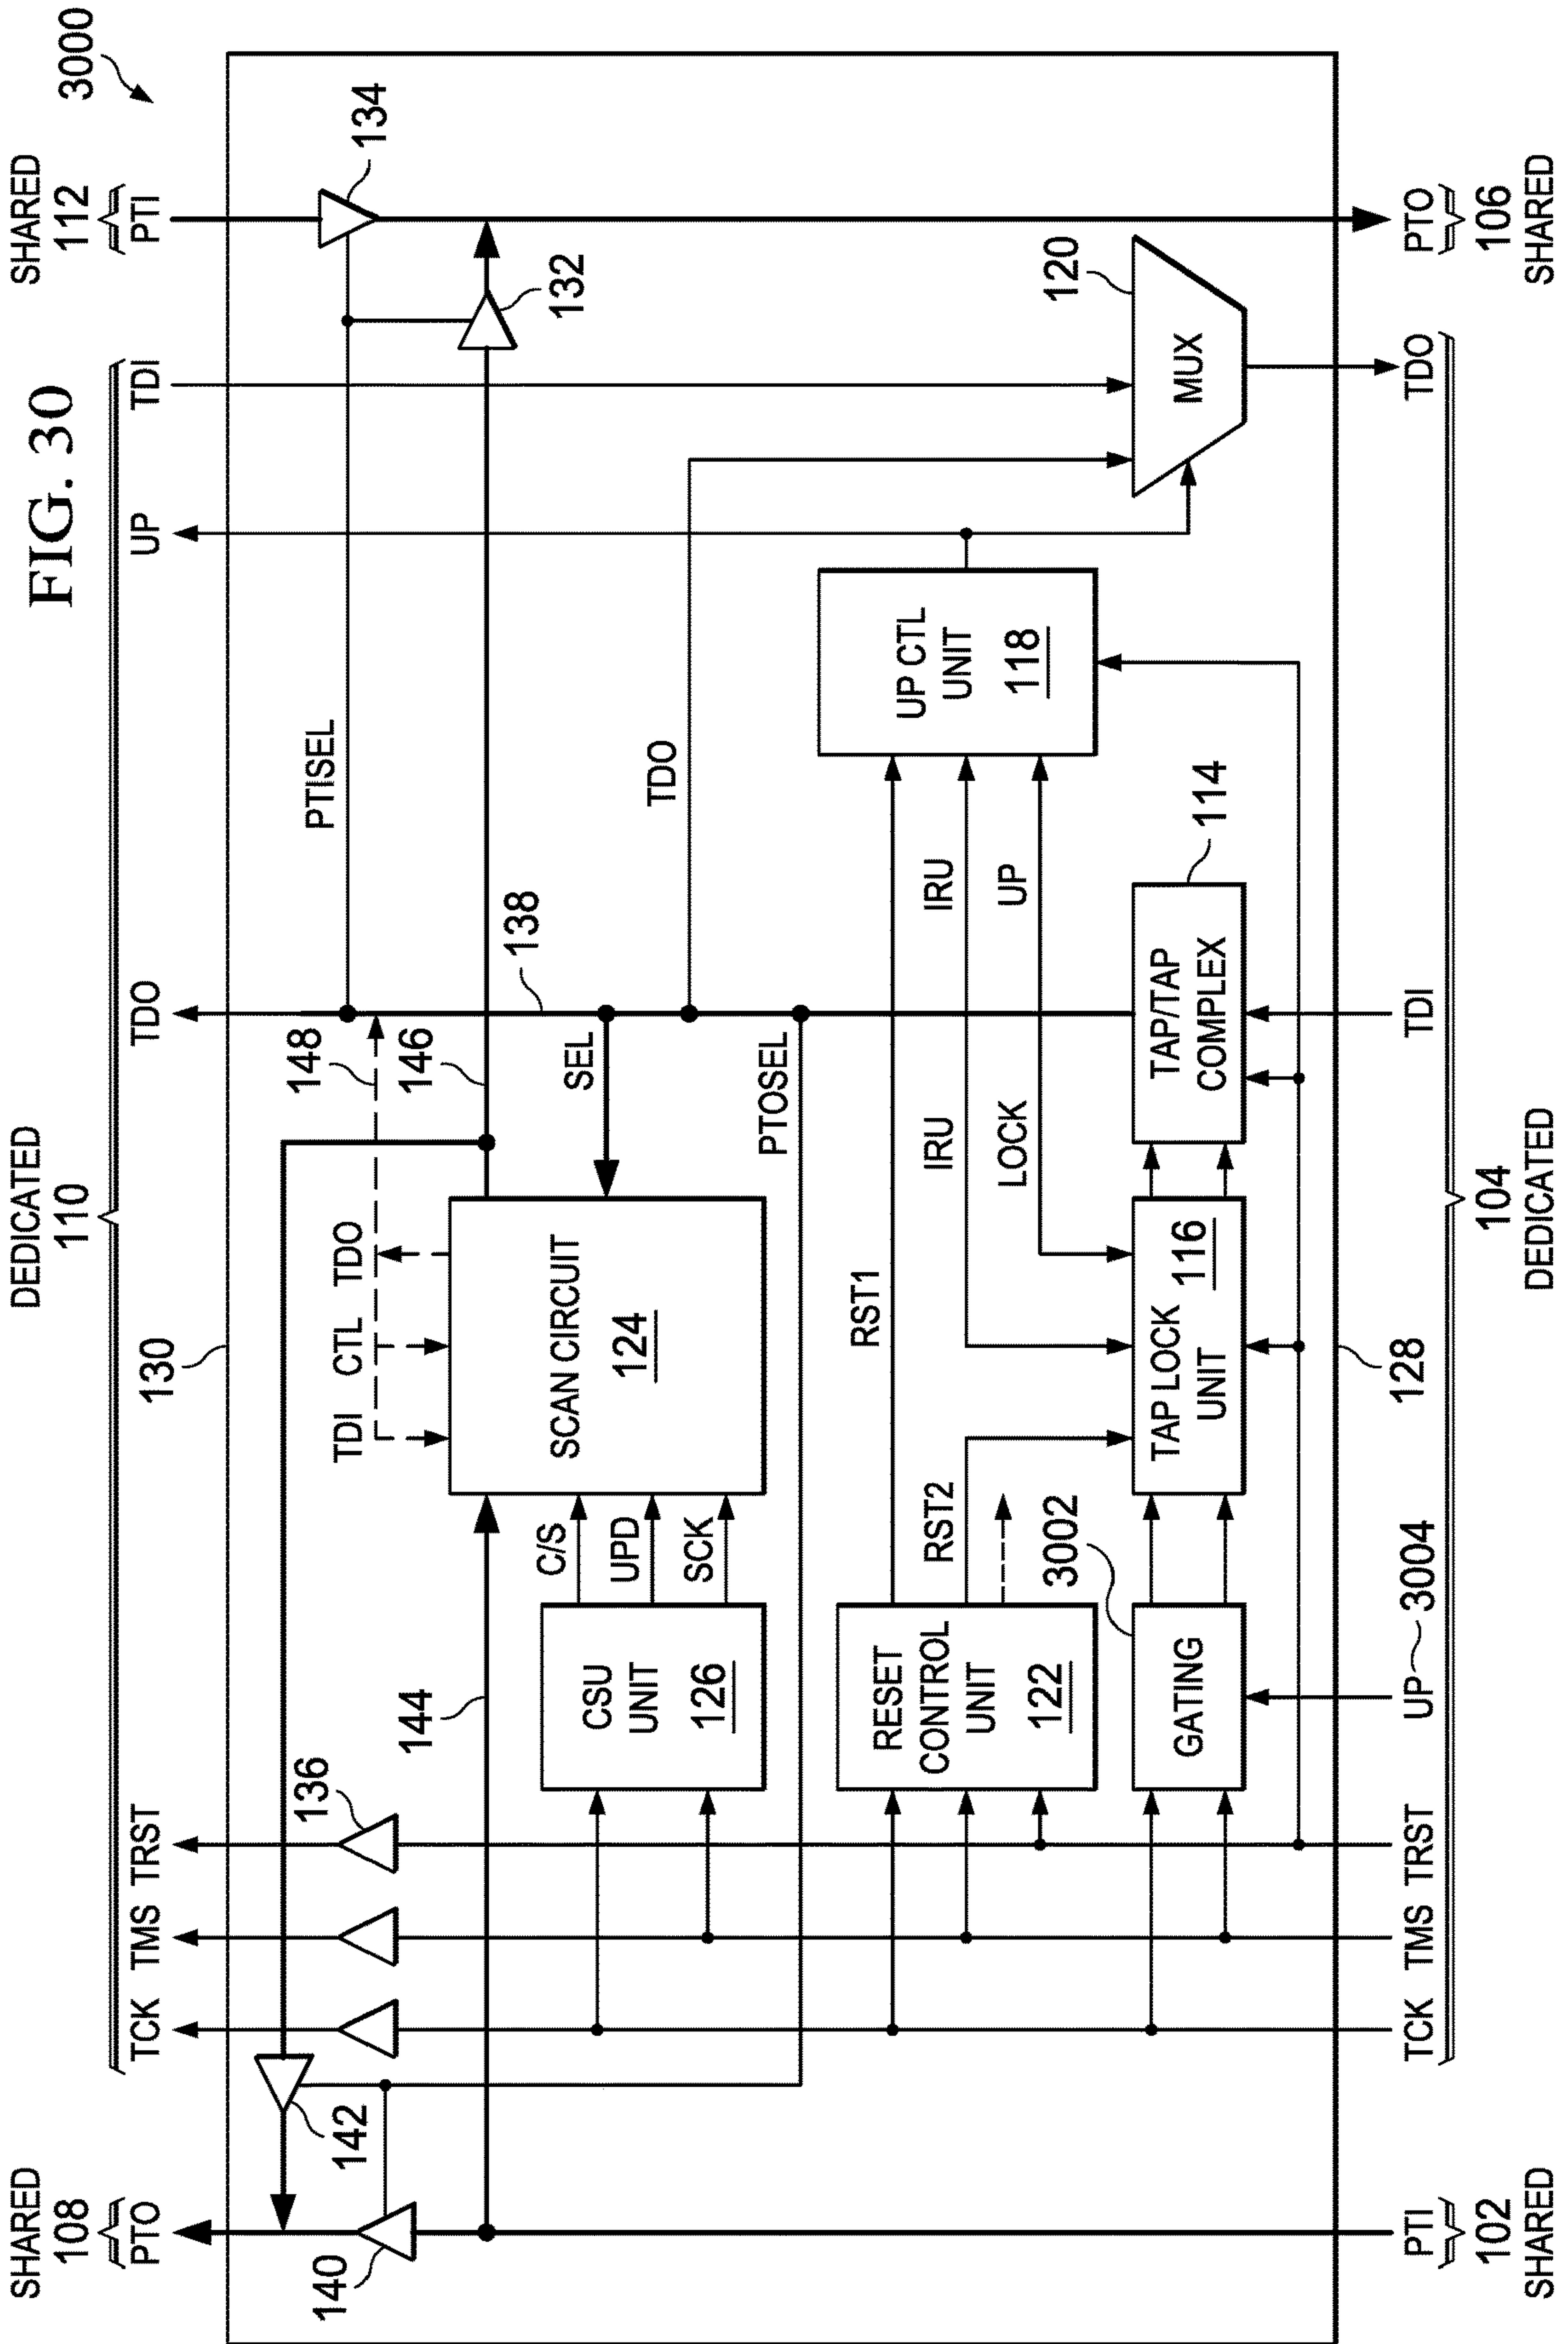 FIG. 30
3000
SHARED
108
PTO
DEDICATED
110
TCK
TMS
TRST
TDO
UP
TDI
SHARED
112
PTI
130
142
140
136
148
146
138
PTISEL
134
132
144
TDI
CTL
TDO
SEL
PTOSEL
TDO
CSU
UNIT
126
C/S
UPD
SCK
SCAN CIRCUIT
124
RESET
CONTROL
UNIT
122
RST1
RST2
IRU
LOCK
IRU
UP
UP CTL
UNIT
118
3002
GATING
TAP LOCK
UNIT
116
TAP/TAP
COMPLEX
114
MUX
120
128
PTI
102
SHARED
TCK
TMS
TRST
UP
3004
TDI
TDO
104
DEDICATED
PTO
106
SHARED